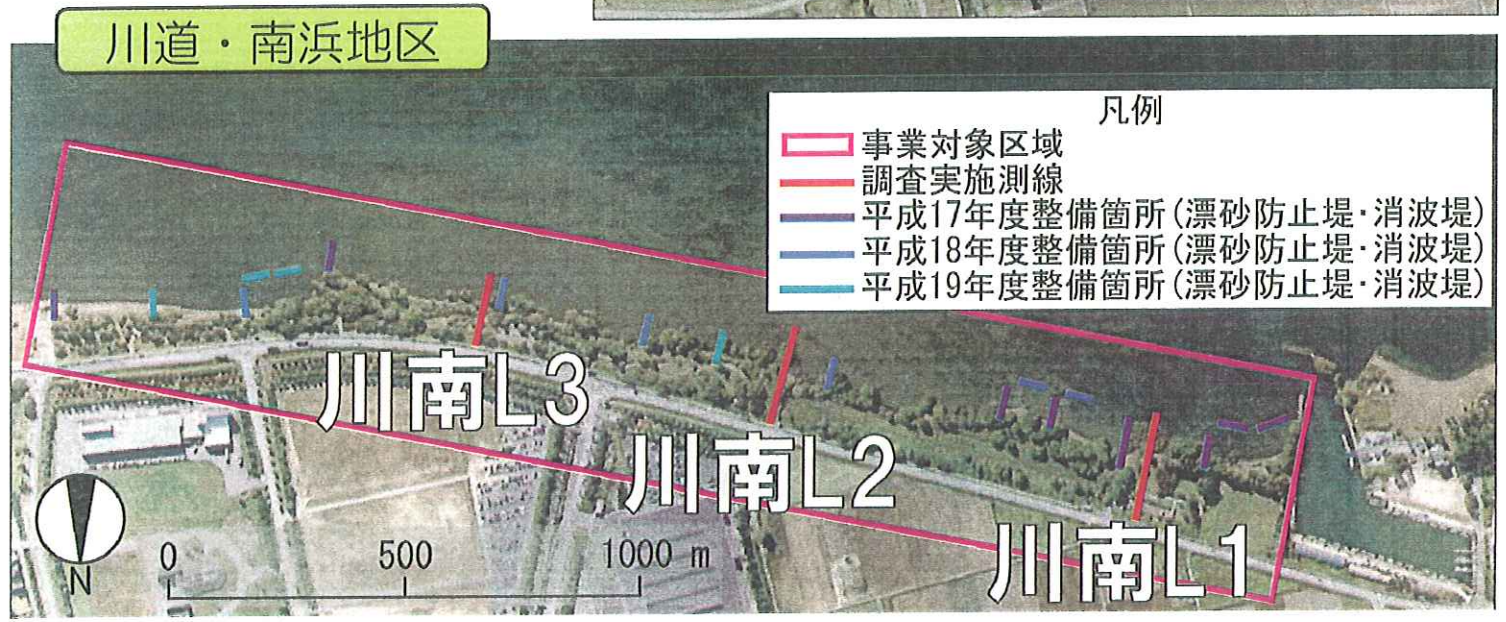 川道・南浜地区
凡例
事業対象区域
調査実施測線
平成17年度整備箇所(漂砂防止堤・消波堤)
平成18年度整備箇所(漂砂防止堤・消波堤)
平成19年度整備箇所(漂砂防止堤・消波堤)
川南L3
川南L2
川南L1
N
0 500 1000 m